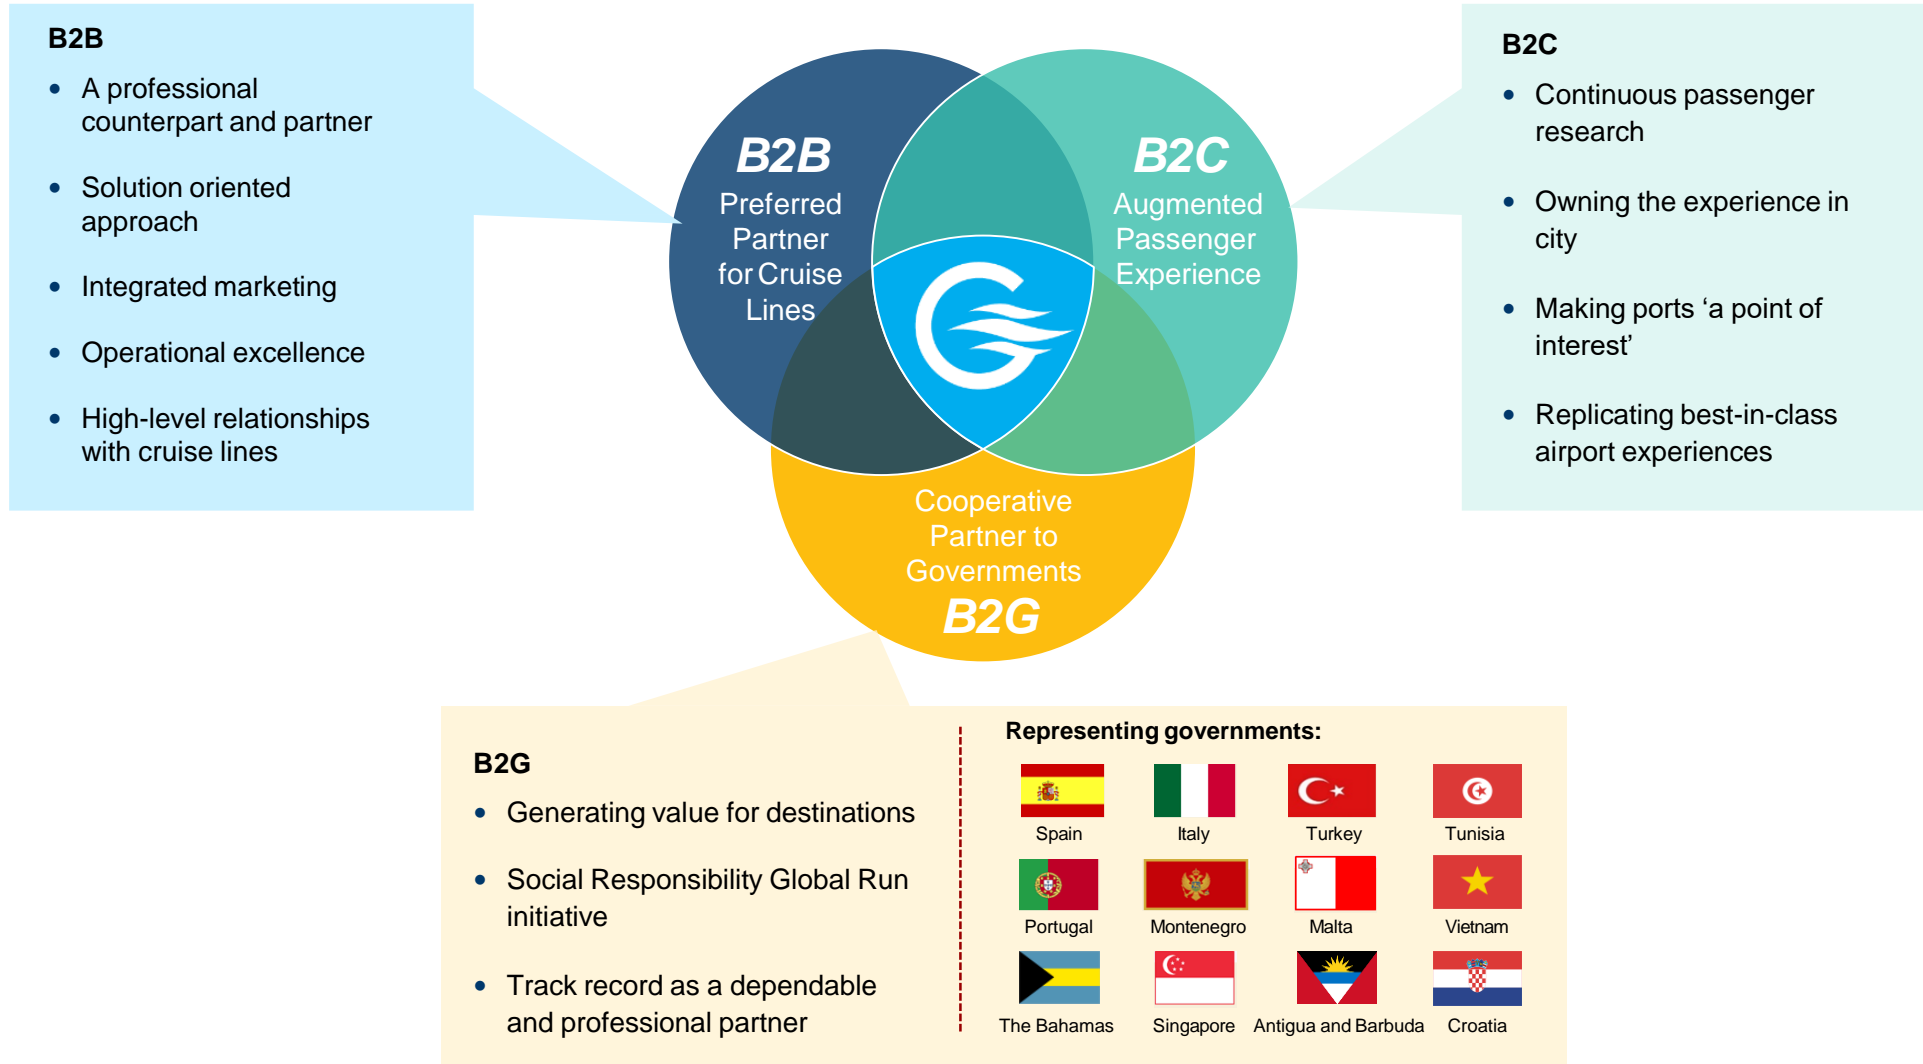 B2B
• A professional
counterpart and partner
• Solution oriented
approach
• Integrated marketing
• Operational excellence
• High-level relationships
with cruise lines
B2B
Preferred
Partner
for Cruise
Lines
B2C
Augmented
Passenger
Experience
Cooperative
Partner to
Governments
B2G
B2C
• Continuous passenger
research
• Owning the experience in
city
• Making ports ‘a point of
interest’
• Replicating best-in-class
airport experiences
B2G
• Generating value for destinations
• Social Responsibility Global Run
initiative
• Track record as a dependable
and professional partner
Representing governments:
Spain Italy Turkey Tunisia
Portugal Montenegro Malta Vietnam
The Bahamas Singapore Antigua and Barbuda Croatia